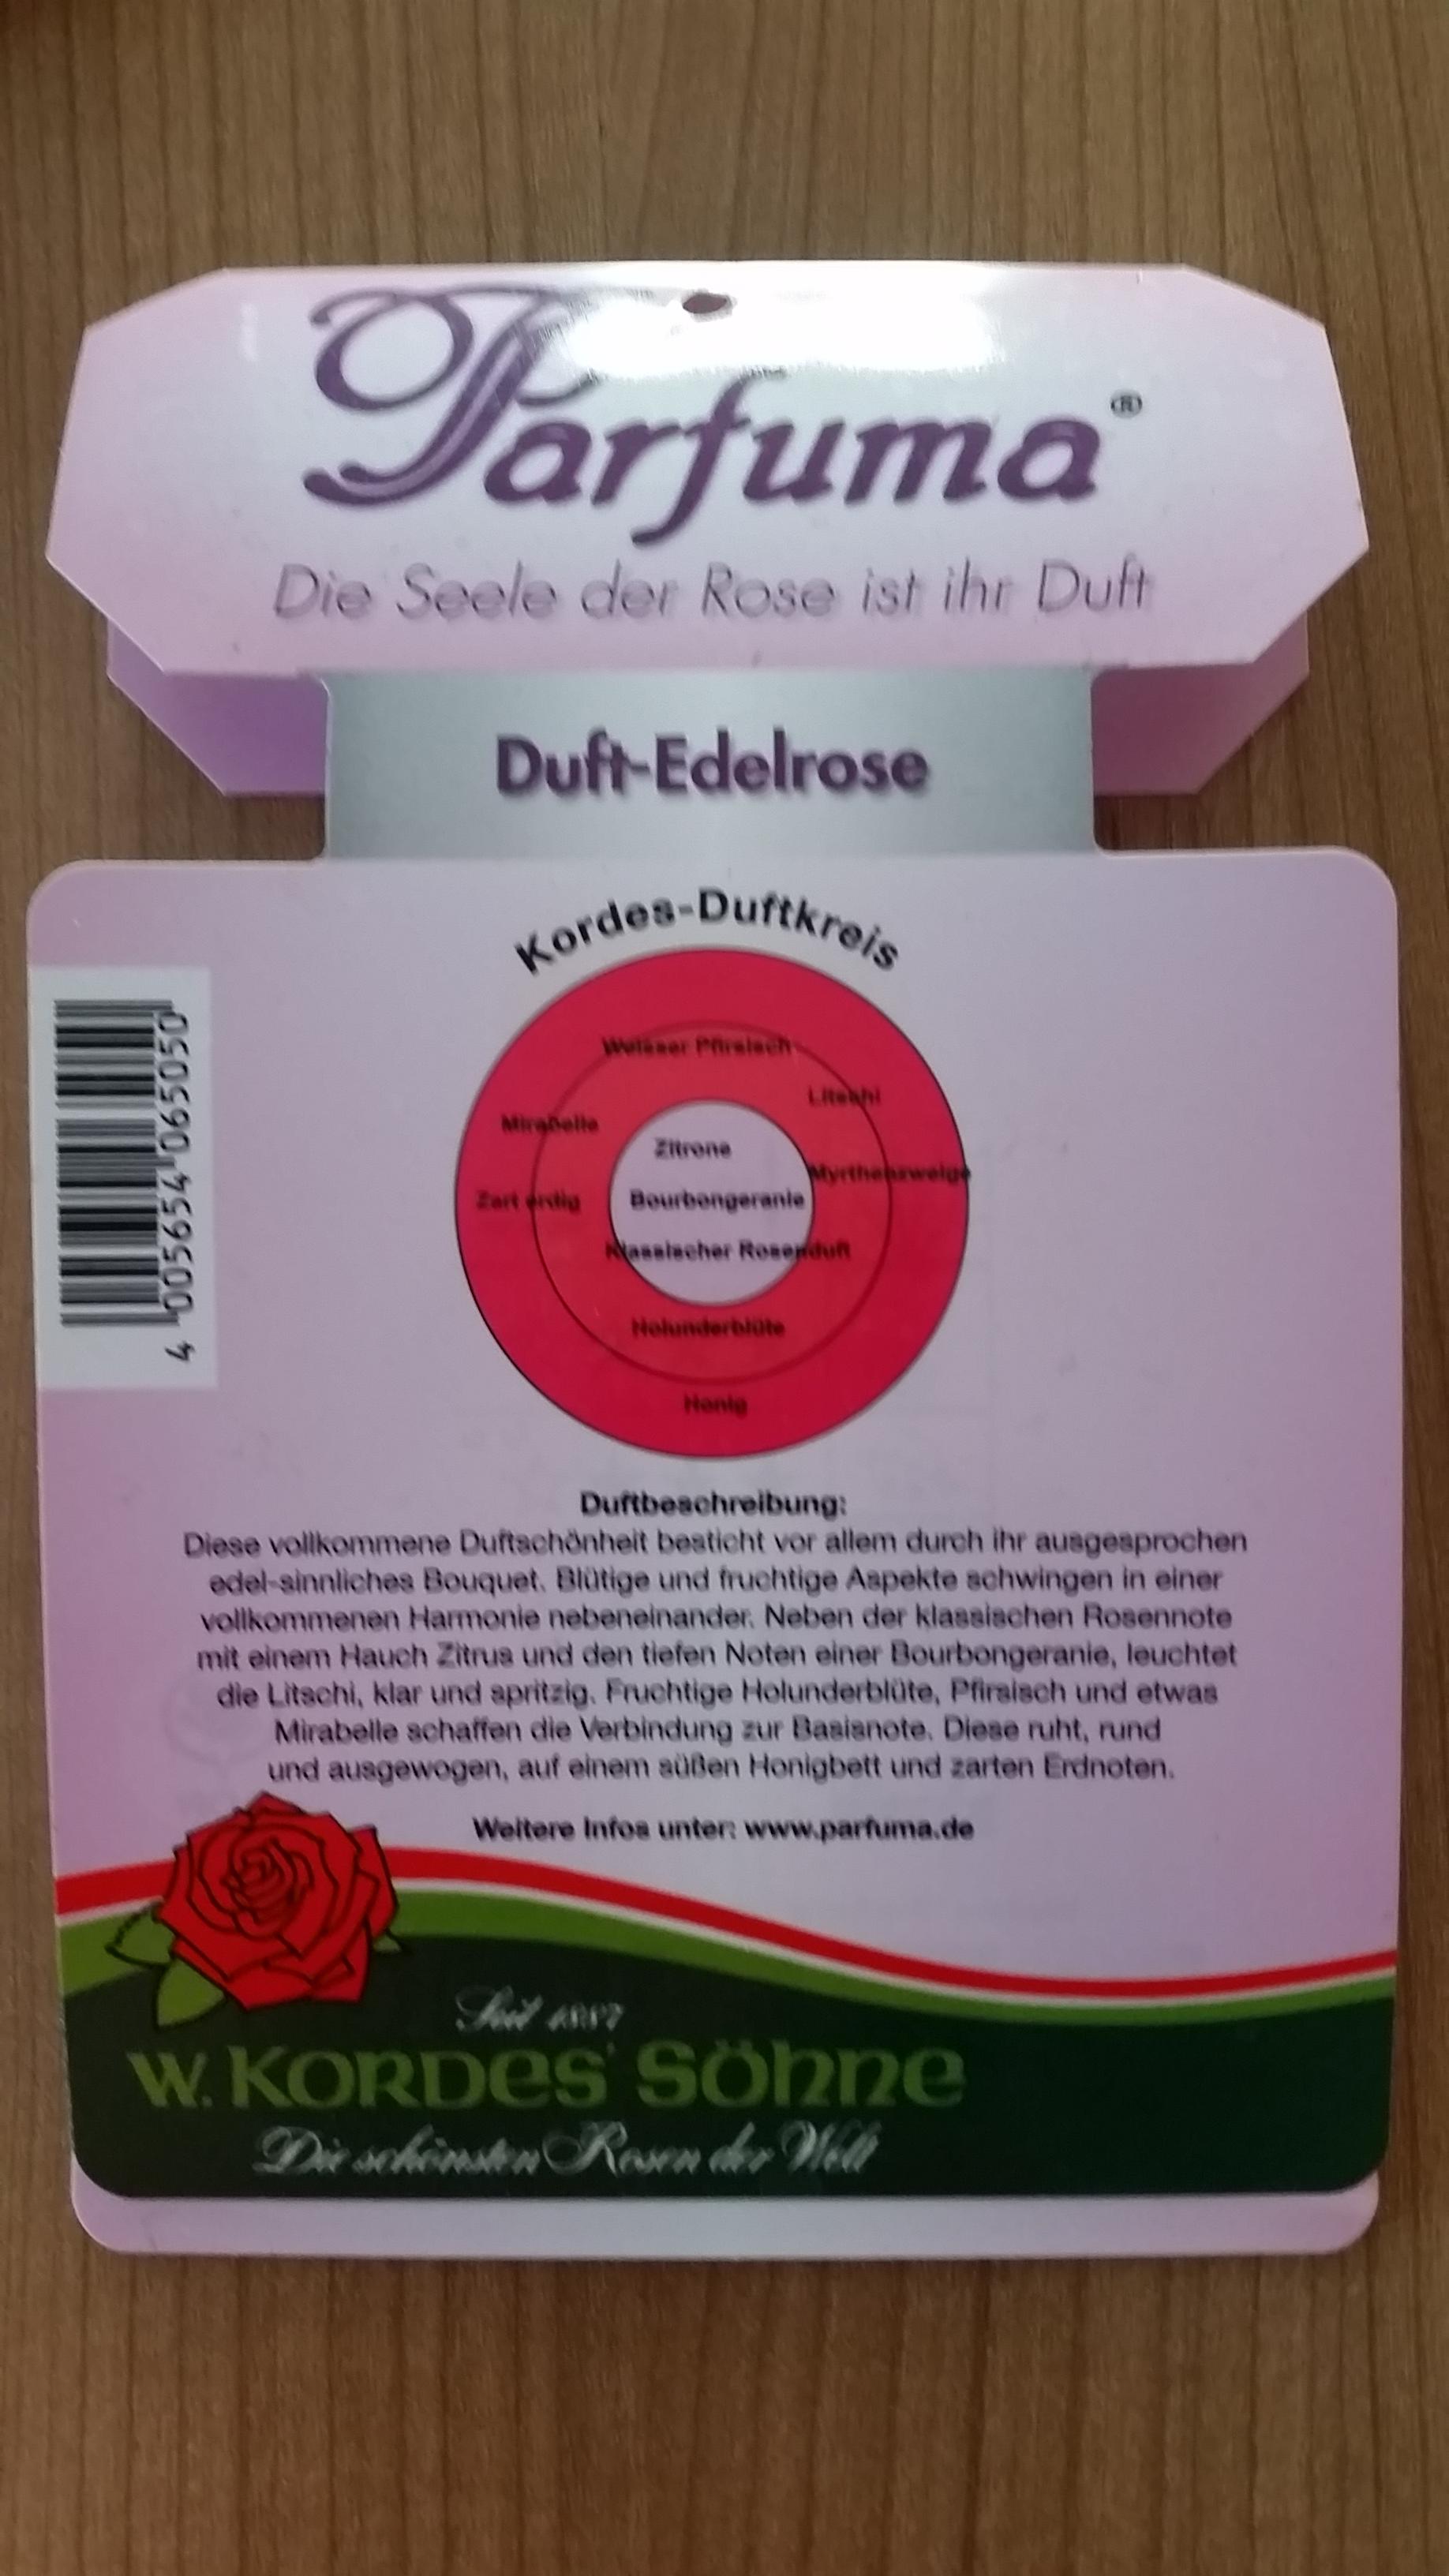 Parfuma®
Die Seele der Rose ist ihr Duft
Duft-Edelrose
Kordes-Duftkreis
Weisser Pfirsich
Litschi
Mirabelle
Zitrone
Myrthenzweige
Zart erdig
Bourbongeranie
Klassischer Rosenduft
Holunderblüte
Honig
4 005654 065050
Duftbeschreibung:
Diese vollkommene Duftschönheit besticht vor allem durch ihr ausgesprochen
edel-sinnliches Bouquet. Blütige und fruchtige Aspekte schwingen in einer
vollkommenen Harmonie nebeneinander. Neben der klassischen Rosennote
mit einem Hauch Zitrus und den tiefen Noten einer Bourbongeranie, leuchtet
die Litschi, klar und spritzig. Fruchtige Holunderblüte, Pfirsisch und etwas
Mirabelle schaffen die Verbindung zur Basisnote. Diese ruht, rund
und ausgewogen, auf einem süßen Honigbett und zarten Erdnoten.
Weitere Infos unter: www.parfuma.de
Seit 1887
W. KORDES' SÖHNE
Die schönsten Rosen der Welt